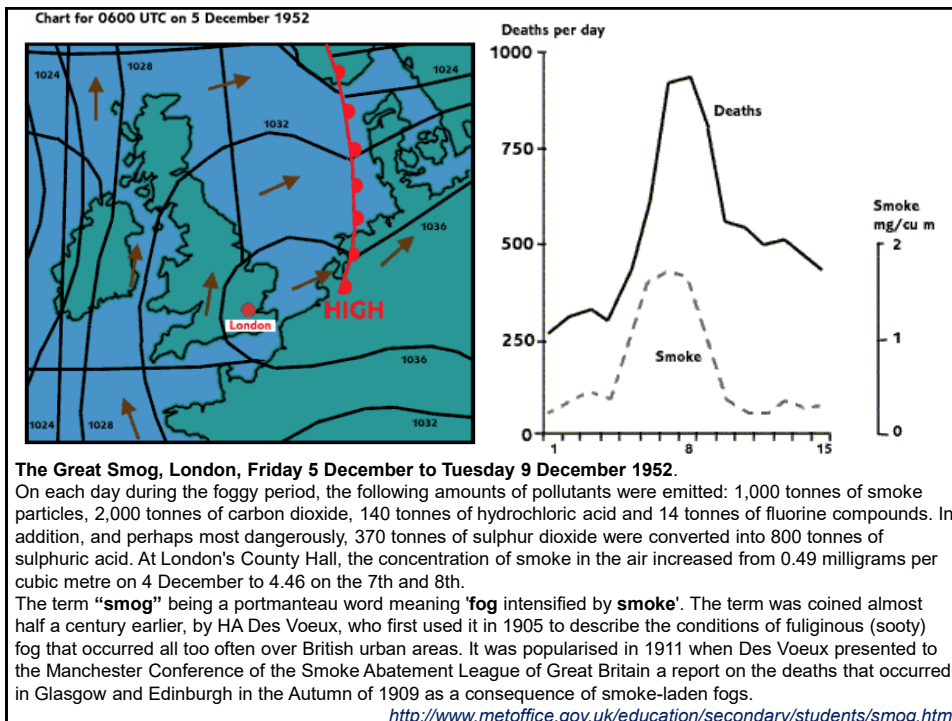 Chart for 0600 UTC on 5 December 1952
1024
1028
1024
1032
1036
HIGH
London
1036
1024
1028
1032
Deaths per day
1000
Deaths
750
Smoke
mg/cu m
500
2
250
Smoke
1
0
0
1
8
15
The Great Smog, London, Friday 5 December to Tuesday 9 December 1952.
On each day during the foggy period, the following amounts of pollutants were emitted: 1,000 tonnes of smoke
particles, 2,000 tonnes of carbon dioxide, 140 tonnes of hydrochloric acid and 14 tonnes of fluorine compounds. In
addition, and perhaps most dangerously, 370 tonnes of sulphur dioxide were converted into 800 tonnes of
sulphuric acid. At London's County Hall, the concentration of smoke in the air increased from 0.49 milligrams per
cubic metre on 4 December to 4.46 on the 7th and 8th.
The term “smog” being a portmanteau word meaning 'fog intensified by smoke'. The term was coined almost
half a century earlier, by HA Des Voeux, who first used it in 1905 to describe the conditions of fuliginous (sooty)
fog that occurred all too often over British urban areas. It was popularised in 1911 when Des Voeux presented to
the Manchester Conference of the Smoke Abatement League of Great Britain a report on the deaths that occurred
in Glasgow and Edinburgh in the Autumn of 1909 as a consequence of smoke-laden fogs.
http://www.metoffice.gov.uk/education/secondary/students/smog.htm